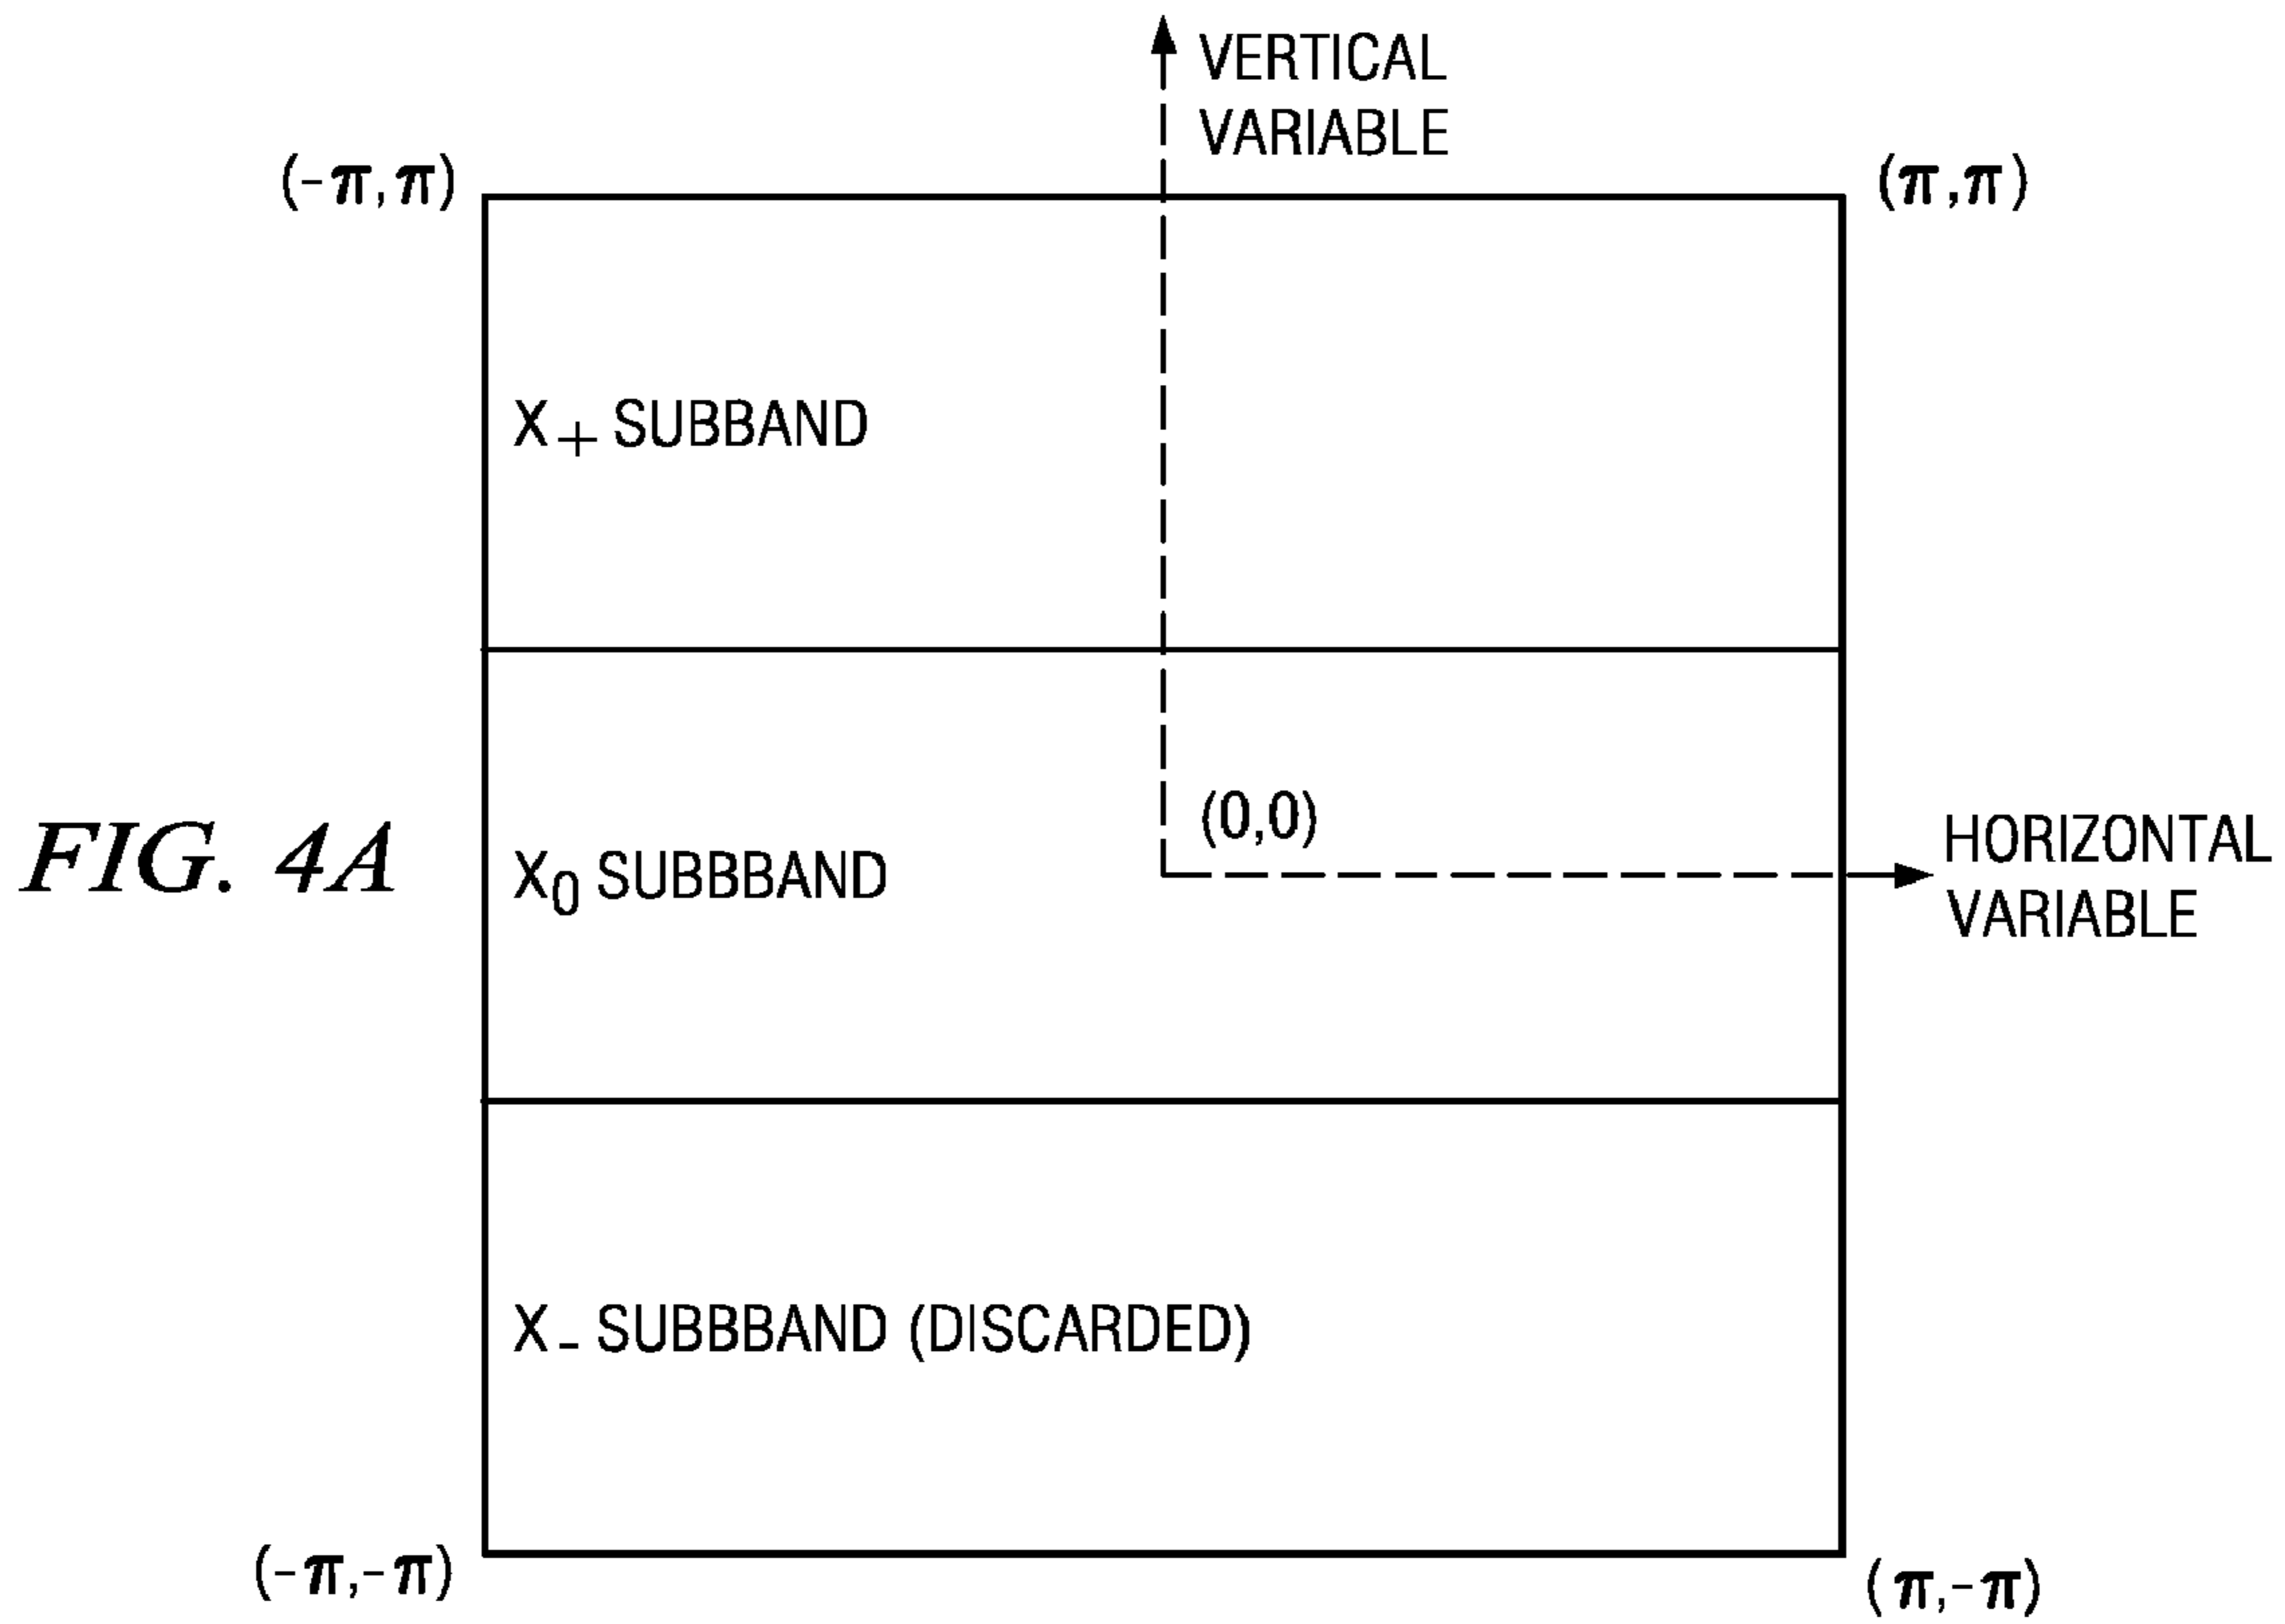 VERTICAL
VARIABLE
(-π,π)
(π,π)
X+ SUBBAND
(0,0)
HORIZONTAL
VARIABLE
FIG. 4A
X0 SUBBBAND
X- SUBBBAND (DISCARDED)
(-π,-π)
(π,-π)